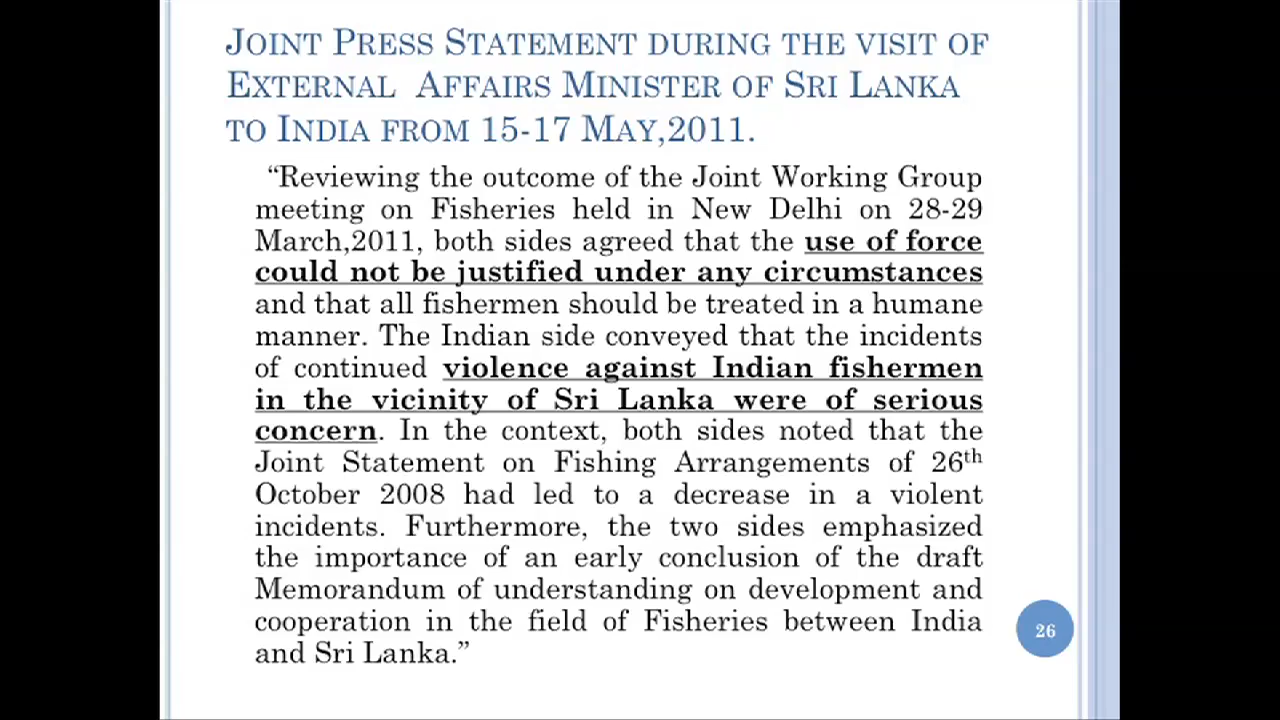 JOINT PRESS STATEMENT DURING THE VISIT OF
EXTERNAL AFFAIRS MINISTER OF SRI LANKA
TO INDIA FROM 15-17 MAY,2011.
“Reviewing the outcome of the Joint Working Group
meeting on Fisheries held in New Delhi on 28-29
March,2011, both sides agreed that the use of force
could not be justified under any circumstances
and that all fishermen should be treated in a humane
manner. The Indian side conveyed that the incidents
of continued violence against Indian fishermen
in the vicinity of Sri Lanka were of serious
concern. In the context, both sides noted that the
Joint Statement on Fishing Arrangements of 26th
October 2008 had led to a decrease in a violent
incidents. Furthermore, the two sides emphasized
the importance of an early conclusion of the draft
Memorandum of understanding on development and
cooperation in the field of Fisheries between India
and Sri Lanka.”
26